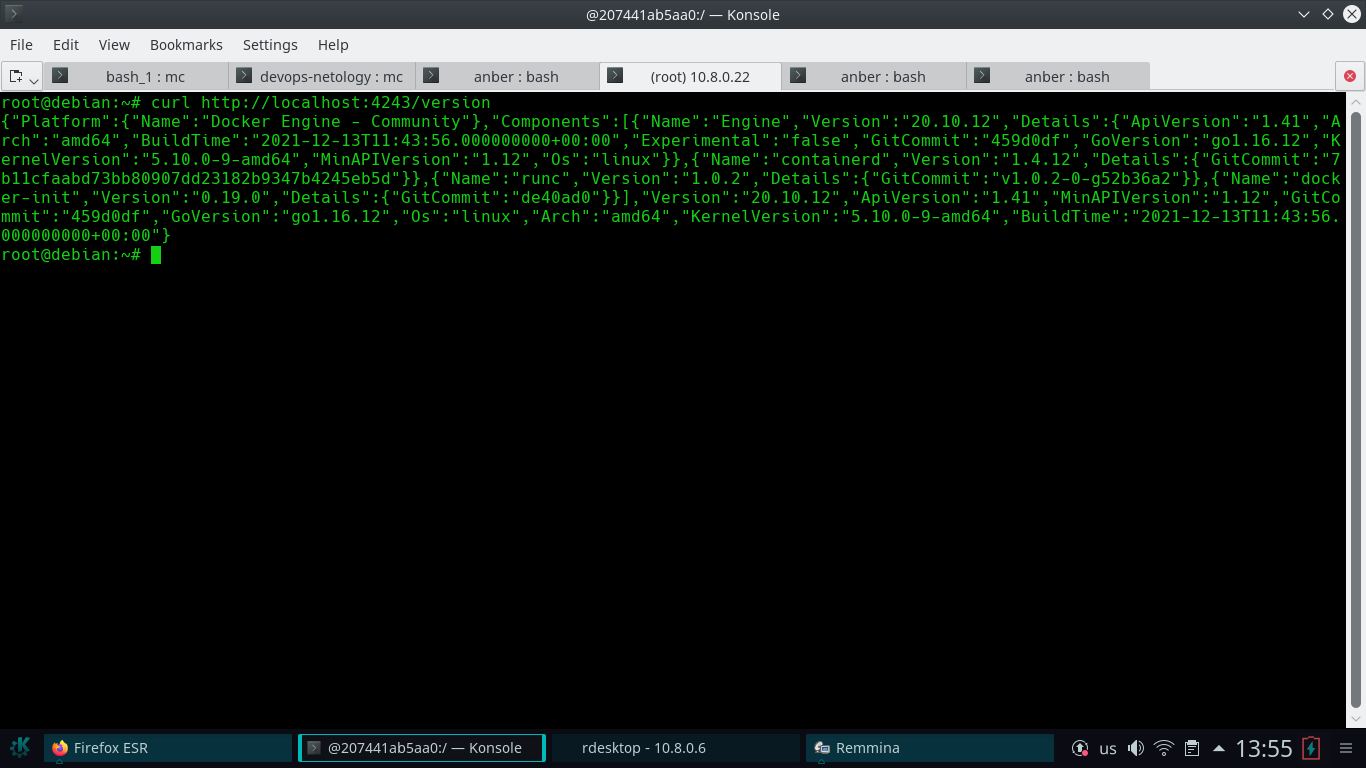 @207441ab5aa0:/ — Konsole
File Edit View Bookmarks Settings Help
bash_1 : mc devops-netology : mc anber : bash (root) 10.8.0.22 anber : bash anber : bash
root@debian:~# curl http://localhost:4243/version
{"Platform":{"Name":"Docker Engine - Community"},"Components":[{"Name":"Engine","Version":"20.10.12","Details":{"ApiVersion":"1.41","A
rch":"amd64","BuildTime":"2021-12-13T11:43:56.000000000+00:00","Experimental":"false","GitCommit":"459d0df","GoVersion":"go1.16.12","K
ernelVersion":"5.10.0-9-amd64","MinAPIVersion":"1.12","Os":"linux"}},{"Name":"containerd","Version":"1.4.12","Details":{"GitCommit":"7
b11cfaabd73bb80907dd23182b9347b4245eb5d"}},{"Name":"runc","Version":"1.0.2","Details":{"GitCommit":"v1.0.2-0-g52b36a2"}},{"Name":"dock
er-init","Version":"0.19.0","Details":{"GitCommit":"de40ad0"}}],"Version":"20.10.12","ApiVersion":"1.41","MinAPIVersion":"1.12","GitCo
mmit":"459d0df","GoVersion":"go1.16.12","Os":"linux","Arch":"amd64","KernelVersion":"5.10.0-9-amd64","BuildTime":"2021-12-13T11:43:56.
000000000+00:00"}
root@debian:~#
Firefox ESR @207441ab5aa0:/ — Konsole rdesktop - 10.8.0.6 Remmina us 13:55